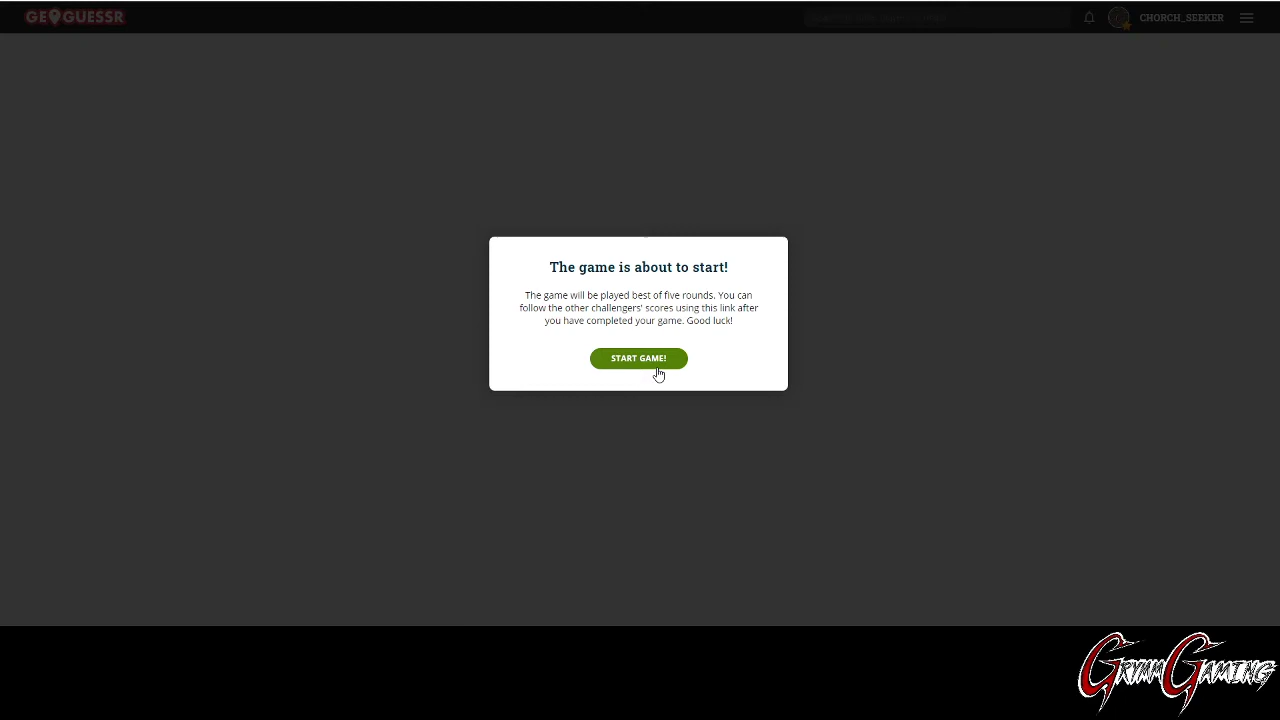 GEOGUESSR
CHORCH_SEEKER
The game is about to start!
The game will be played best of five rounds. You can
follow the other challengers' scores using this link after
you have completed your game. Good luck!
START GAME!
GRYMMGAMING